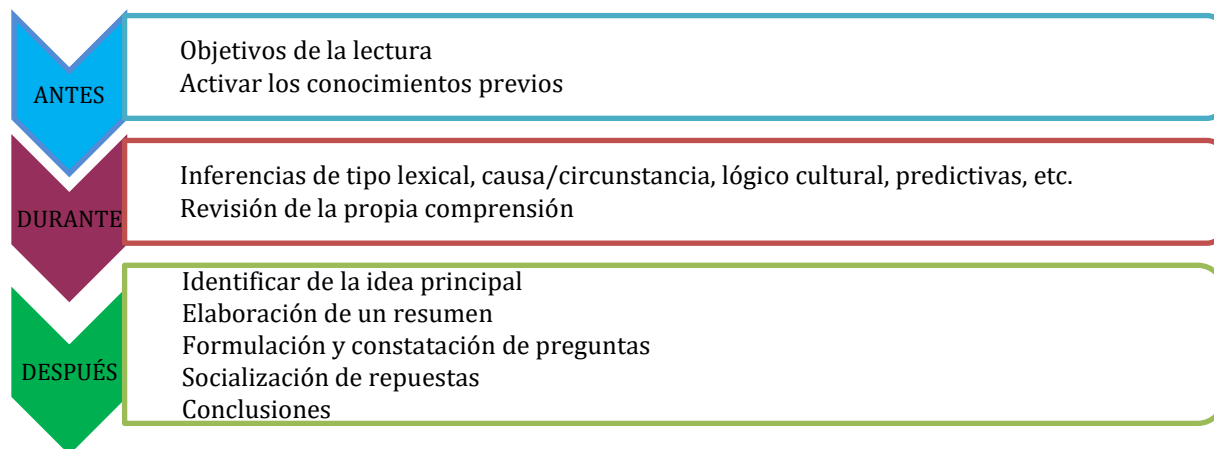 ANTES
Objetivos de la lectura
Activar los conocimientos previos
DURANTE
Inferencias de tipo lexical, causa/circunstancia, lógico cultural, predictivas, etc.
Revisión de la propia comprensión
DESPUÉS
Identificar de la idea principal
Elaboración de un resumen
Formulación y constatación de preguntas
Socialización de repuestas
Conclusiones